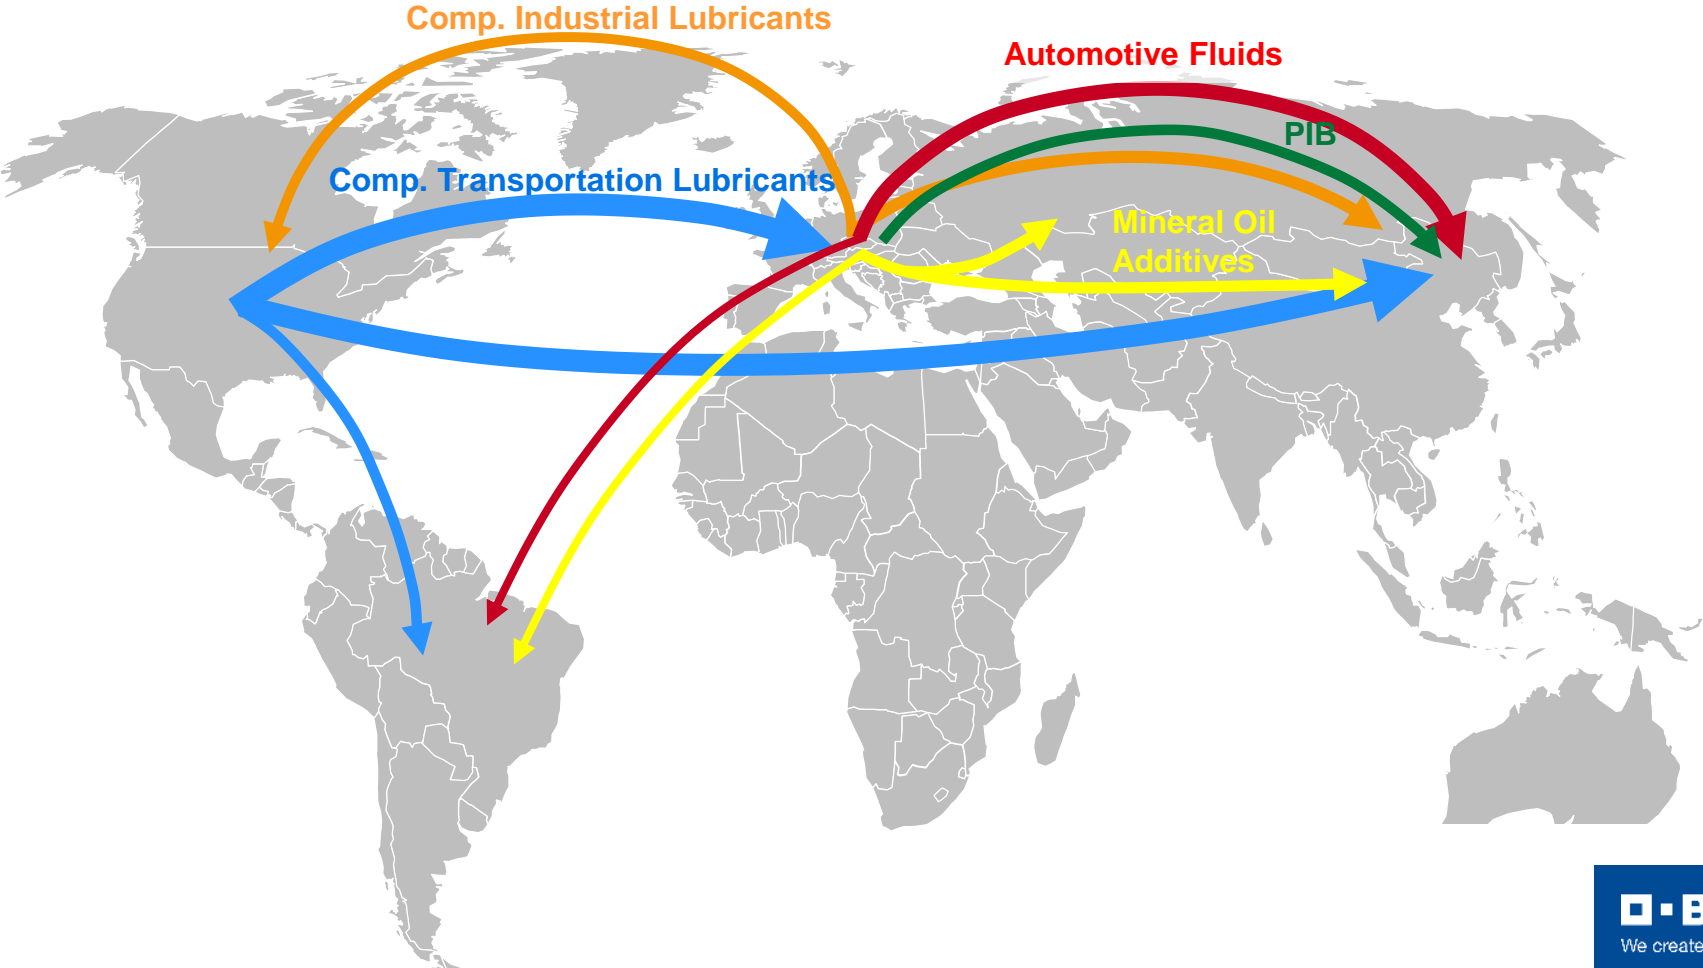 Comp. Industrial Lubricants
Automotive Fluids
PIB
Comp. Transportation Lubricants
Mineral Oil
Additives
We create